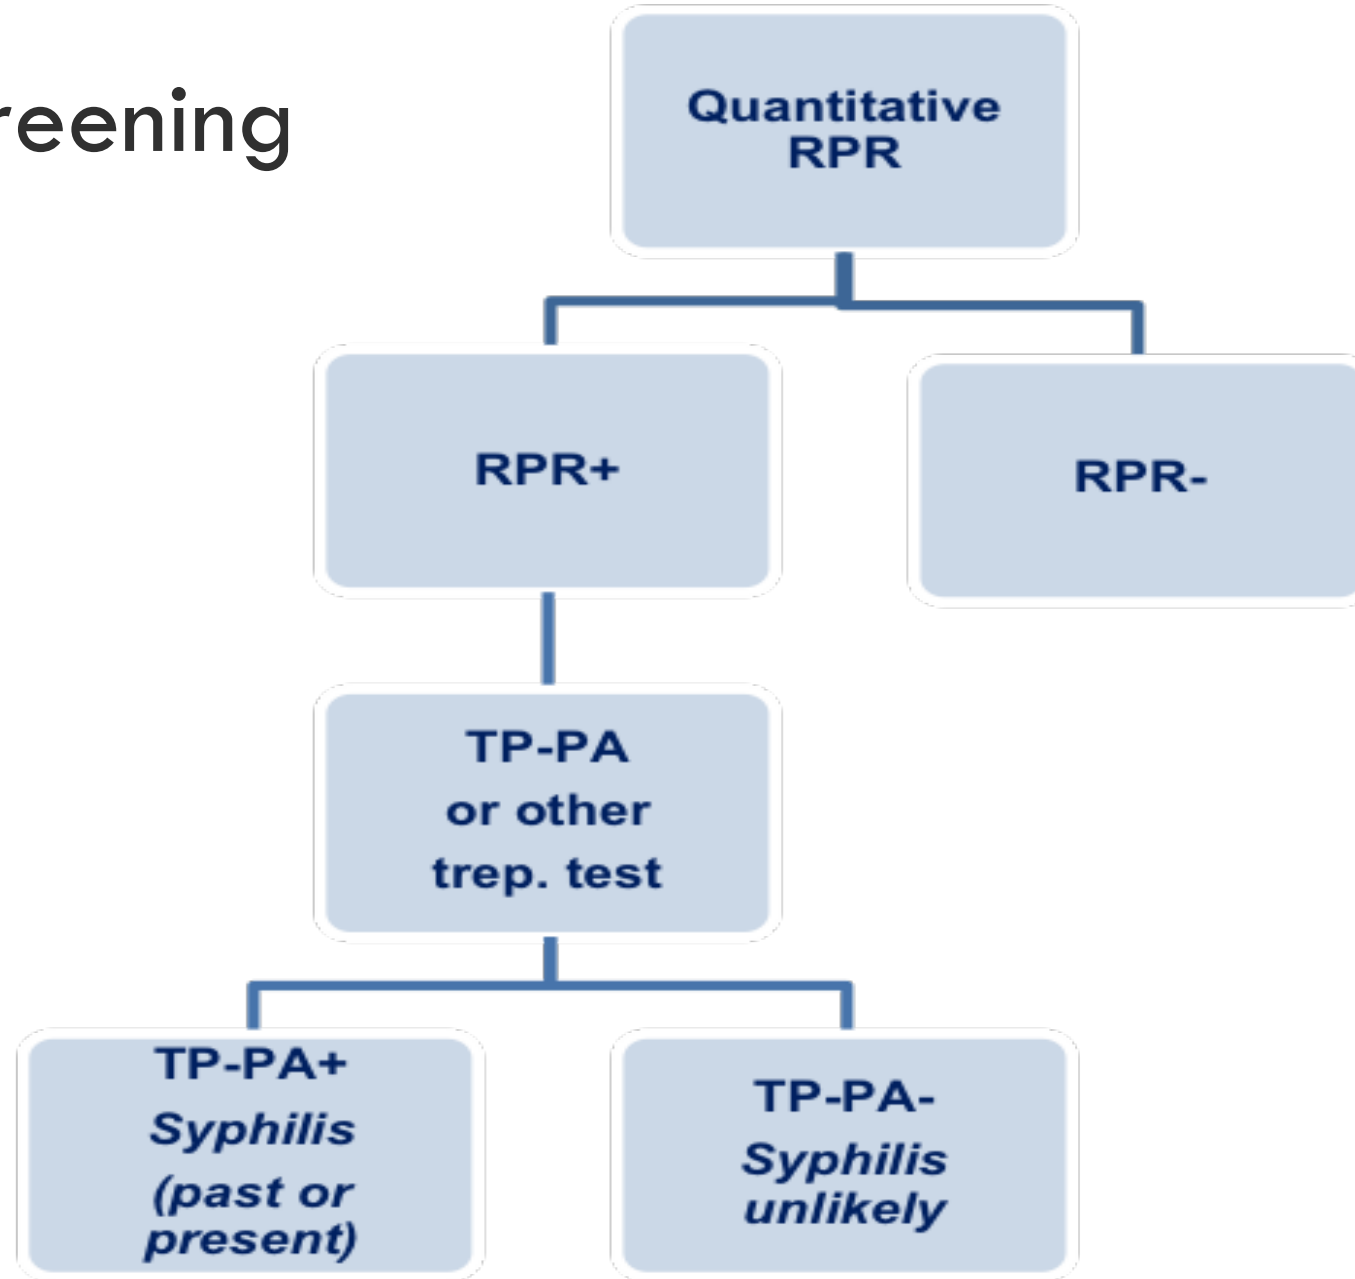 reening
Quantitative
RPR
RPR+
RPR-
TP-PA
or other
trep. test
TP-PA+
Syphilis
(past or
present)
TP-PA-
Syphilis
unlikely